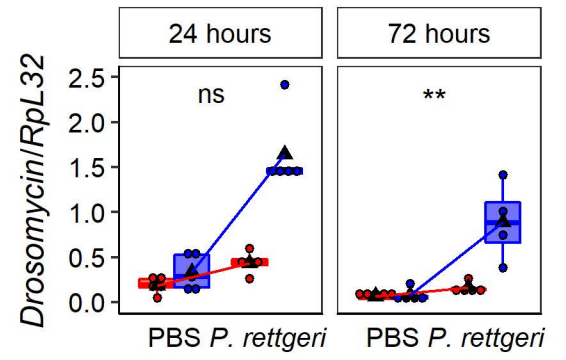 24 hours
72 hours
Drosomycin/RpL32
2.5
2.0
1.5
1.0
0.5
0.0
ns
**
PBS P. rettgeri
PBS P. rettgeri